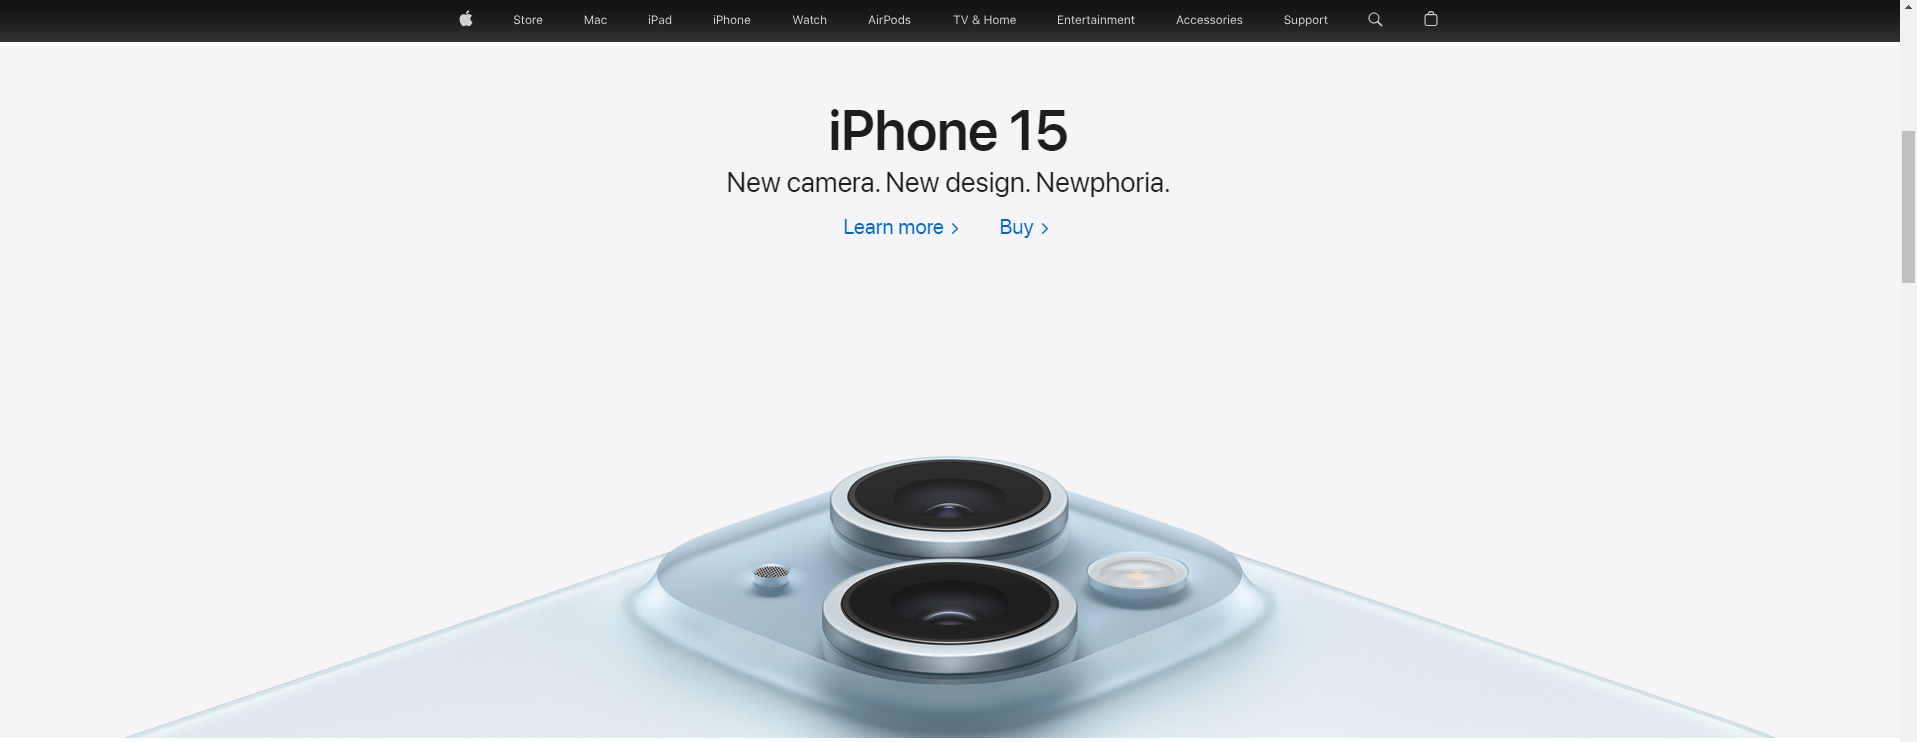 Store Mac iPad iPhone Watch AirPods TV & Home Entertainment Accessories Support
iPhone 15
New camera. New design. Newphoria.
Learn more > Buy >